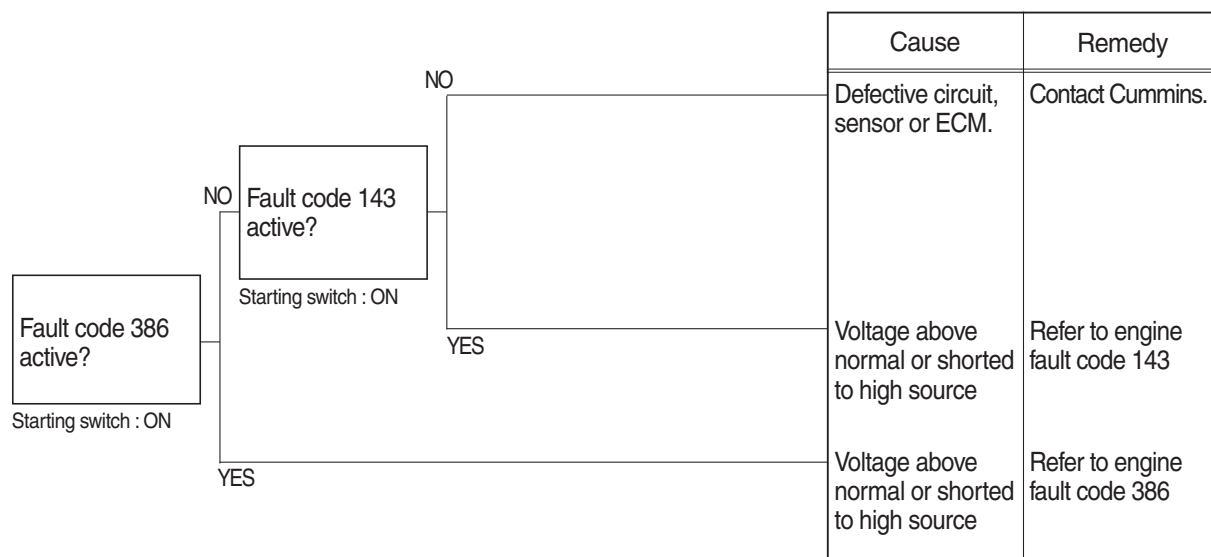 Cause
Remedy
NO
Defective circuit,
sensor or ECM.
Contact Cummins.
NO
Fault code 143
active?
Starting switch : ON
Fault code 386
active?
Starting switch : ON
YES
Voltage above
normal or shorted
to high source
Refer to engine
fault code 143
YES
Voltage above
normal or shorted
to high source
Refer to engine
fault code 386